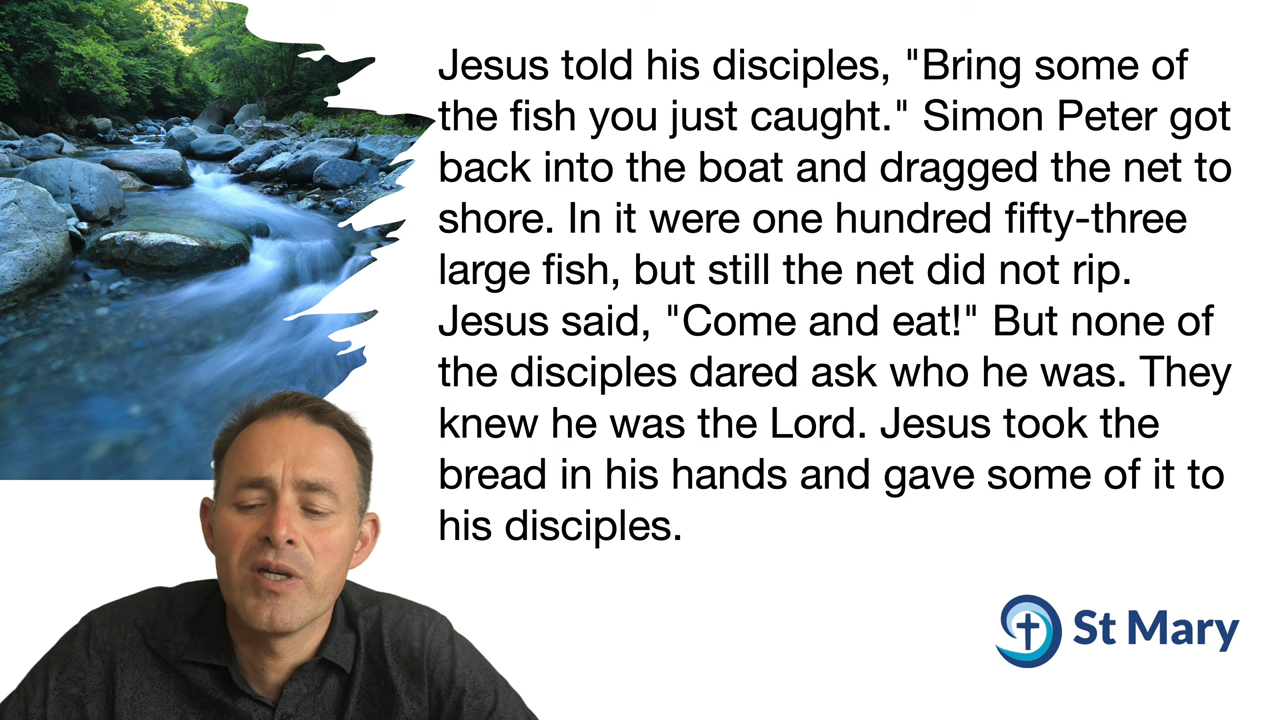 Jesus told his disciples, "Bring some of
the fish you just caught." Simon Peter got
back into the boat and dragged the net to
shore. In it were one hundred fifty-three
large fish, but still the net did not rip.
Jesus said, "Come and eat!" But none of
the disciples dared ask who he was. They
knew he was the Lord. Jesus took the
bread in his hands and gave some of it to
his disciples.
St Mary